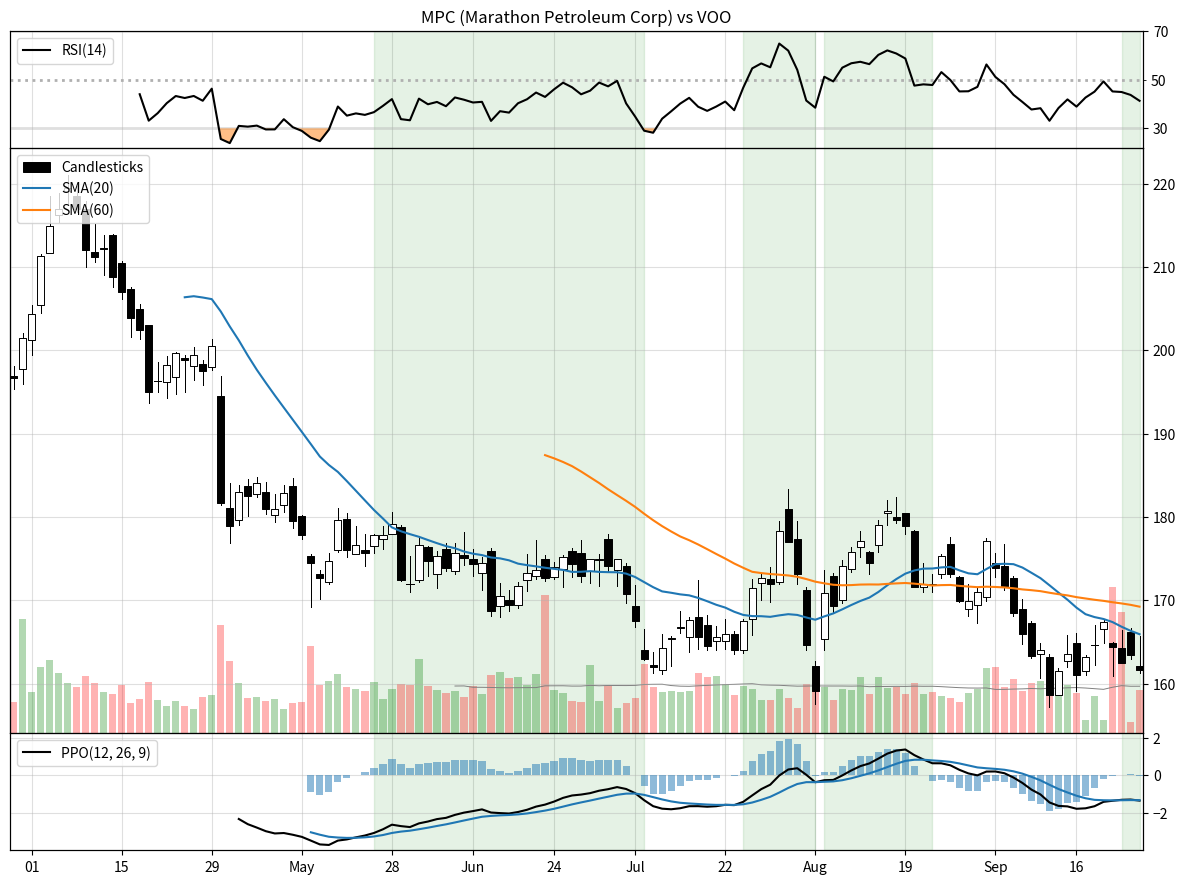 MPC (Marathon Petroleum Corp) vs VOO
RSI(14)
70
50
30
Candlesticks
SMA(20)
SMA(60)
220
210
200
190
180
170
160
PPO(12, 26, 9)
2
0
−2
01 15 29 May 28 Jun 24 Jul 22 Aug 19 Sep 16